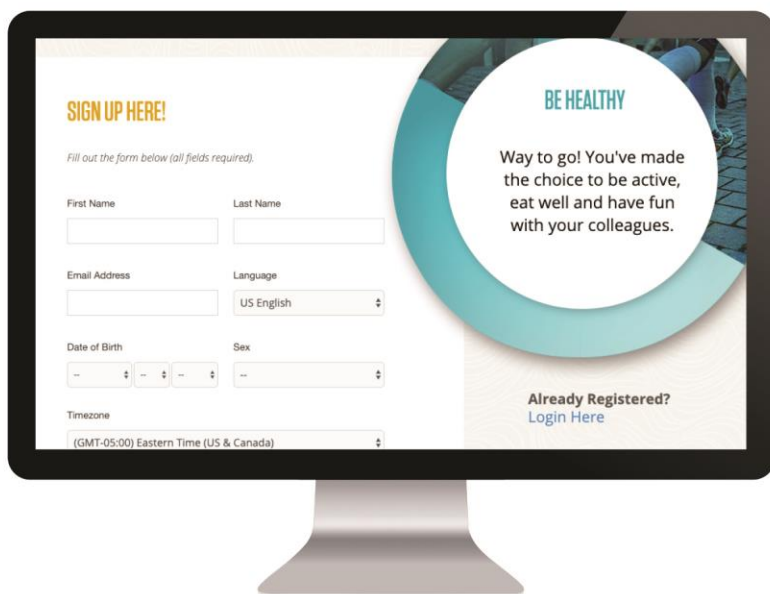 SIGN UP HERE!
Fill out the form below (all fields required).
First Name Last Name
Email Address Language
US English
Date of Birth Sex
-- -- -- --
Timezone
(GMT-05:00) Eastern Time (US & Canada)
BE HEALTHY
Way to go! You've made
the choice to be active,
eat well and have fun
with your colleagues.
Already Registered?
Login Here